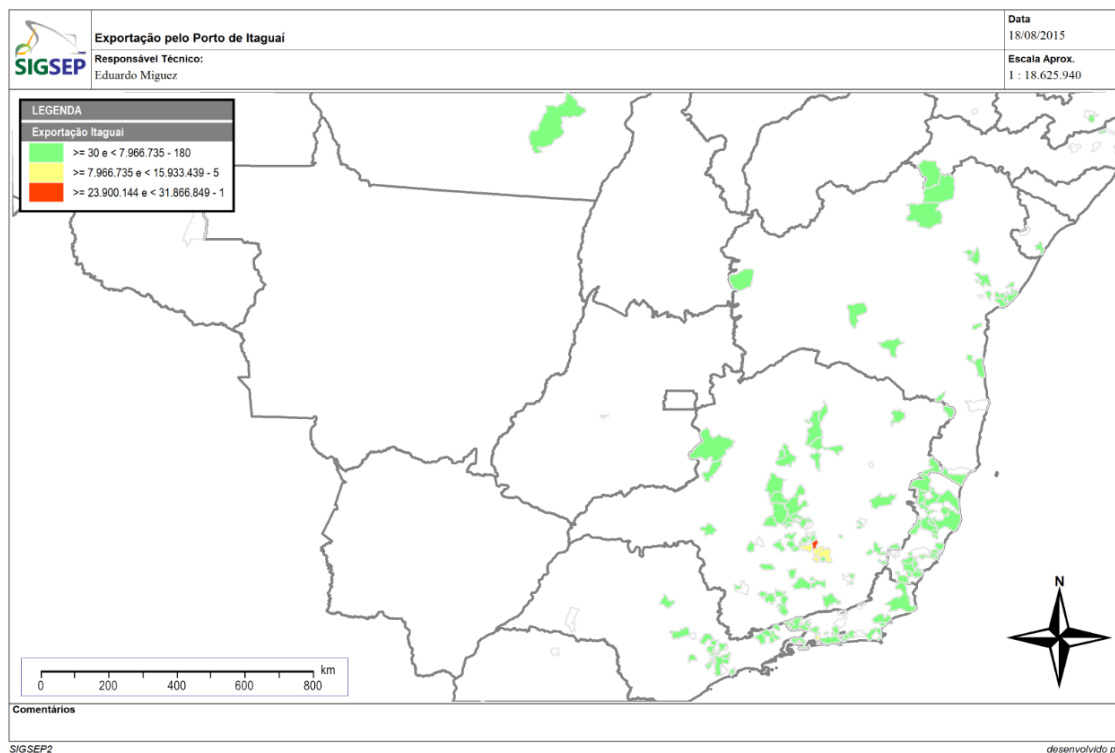 SIGSEP
Exportação pelo Porto de Itaguaí
Responsável Técnico:
Eduardo Miguez
Data
18/08/2015
Escala Aprox.
1 : 18.625.940
LEGENDA
Exportação Itaguai
>= 30 e < 7.966.735 - 180
>= 7.966.735 e < 15.933.439 - 5
>= 23.900.144 e < 31.866.849 - 1
N
km
0 200 400 600 800
Comentários
SIGSEP2
desenvolvido p